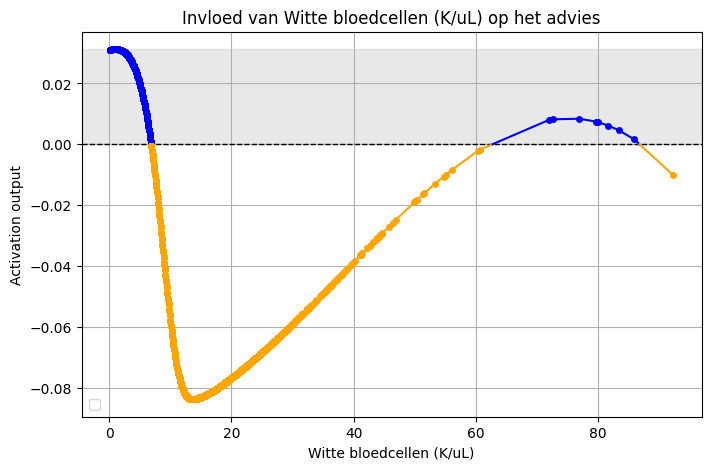 Invloed van Witte bloedcellen (K/uL) op het advies
Activation output
0.02
0.00
−0.02
−0.04
−0.06
−0.08
0 20 40 60 80
Witte bloedcellen (K/uL)